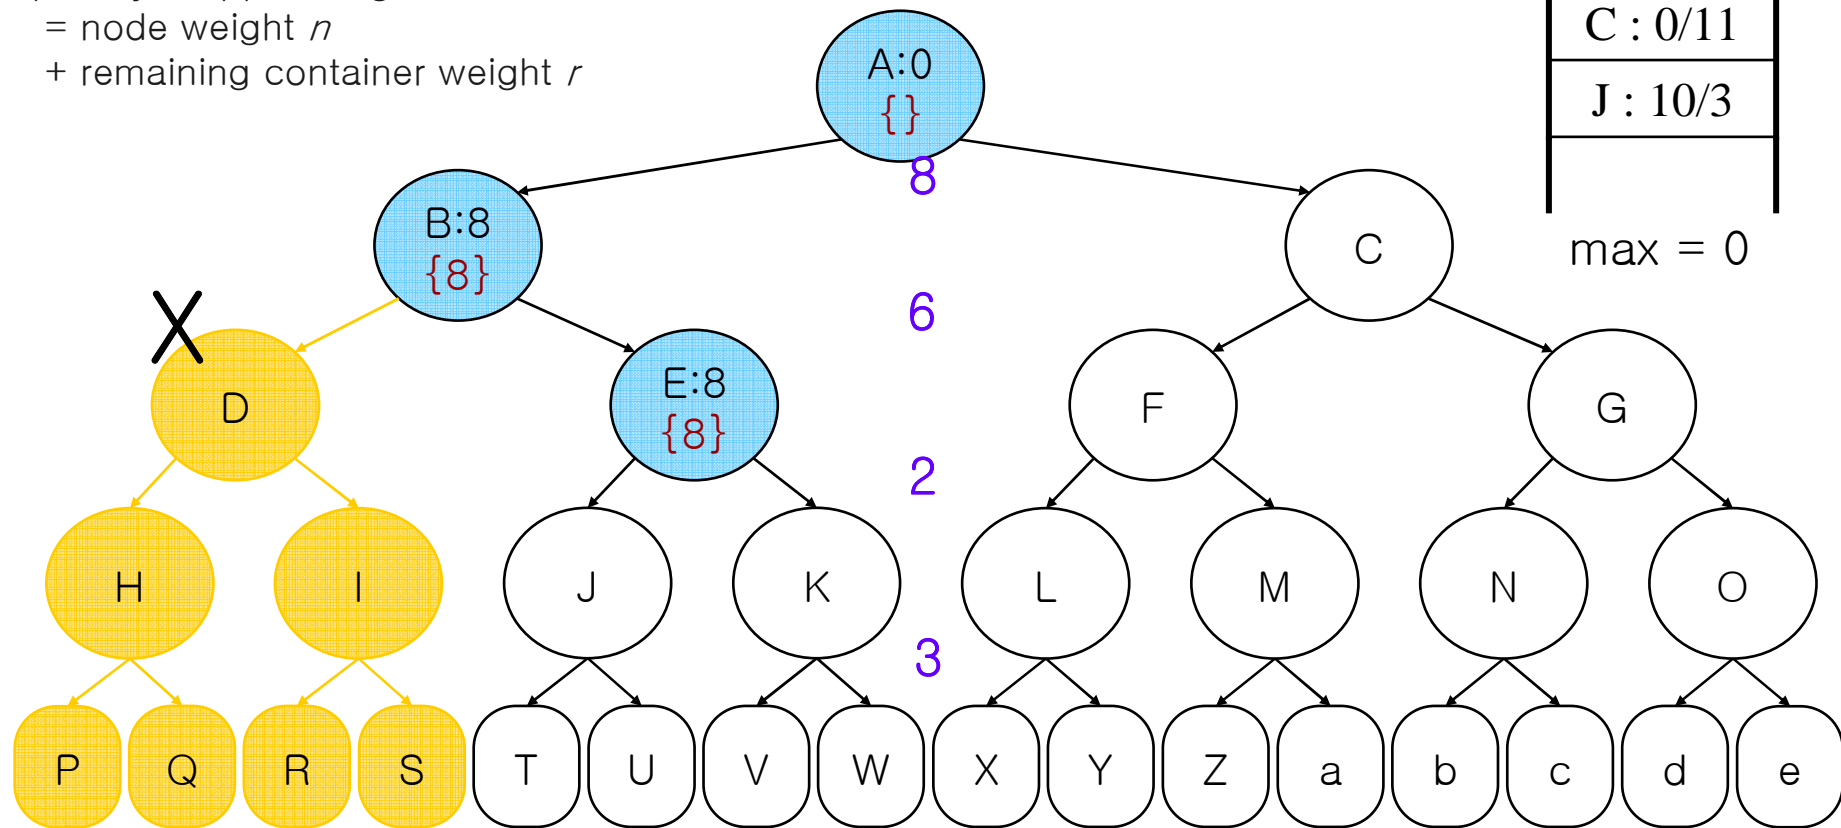 = node weight n
+ remaining container weight r
C : 0/11
J : 10/3
max = 0
A:0
{}
8
B:8
{8}
C
6
X
D
E:8
{8}
F
G
2
H
I
J
K
L
M
N
O
3
P
Q
R
S
T
U
V
W
X
Y
Z
a
b
c
d
e